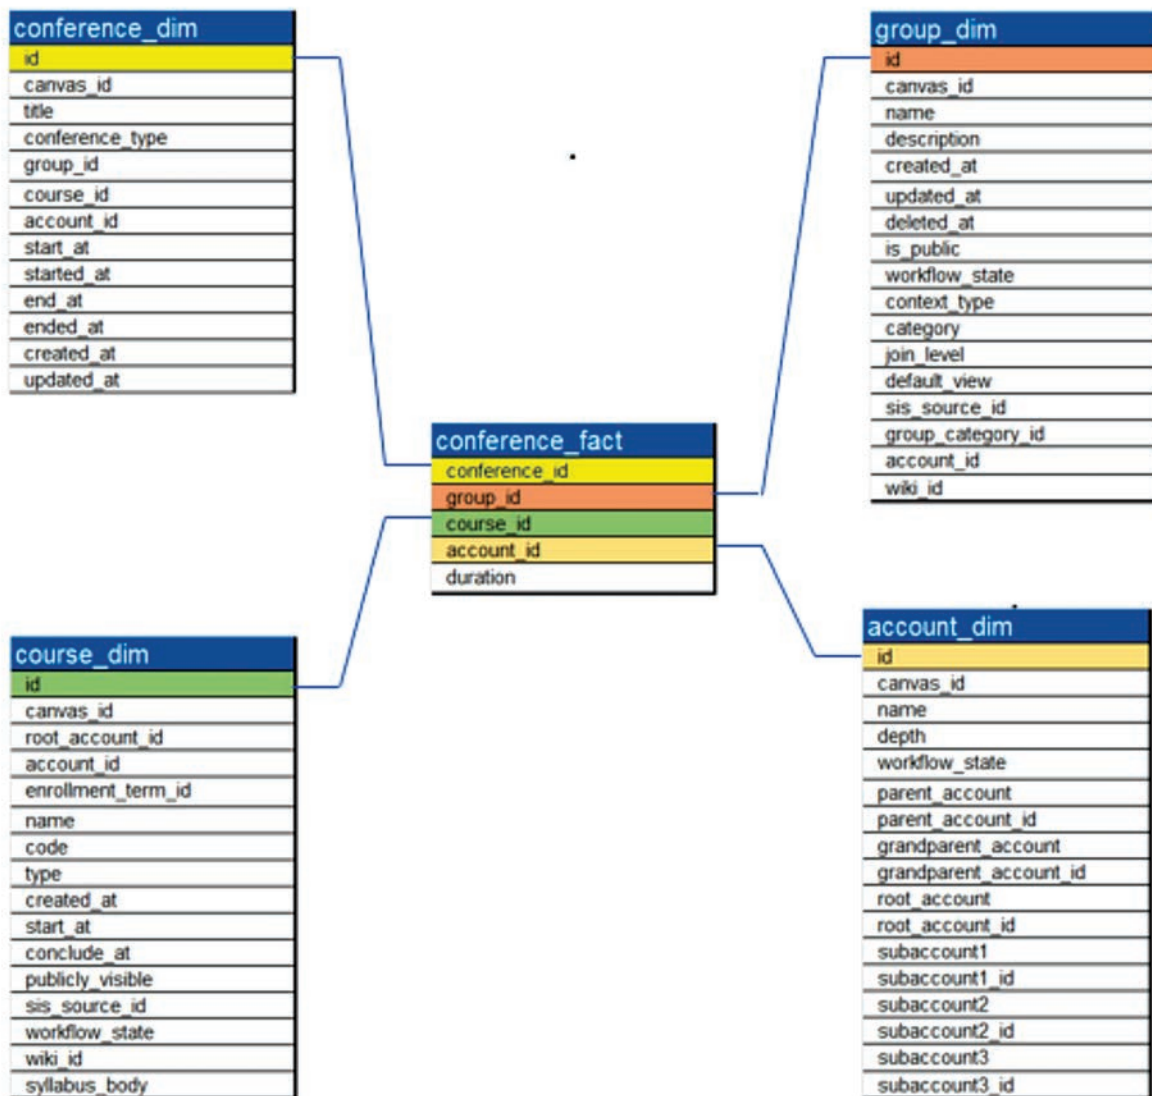 conference_dim
id
canvas_id
title
conference_type
group_id
course_id
account_id
start_at
started_at
end_at
ended_at
created_at
updated_at
group_dim
id
canvas_id
name
description
created_at
updated_at
deleted_at
is_public
workflow_state
context_type
category
join_level
default_view
sis_source_id
group_category_id
account_id
wiki_id
conference_fact
conference_id
group_id
course_id
account_id
duration
course_dim
id
canvas_id
root_account_id
account_id
enrollment_term_id
name
code
type
created_at
start_at
conclude_at
publicly_visible
sis_source_id
workflow_state
wiki_id
syllabus_body
account_dim
id
canvas_id
name
depth
workflow_state
parent_account
parent_account_id
grandparent_account
grandparent_account_id
root_account
root_account_id
subaccount1
subaccount1_id
subaccount2
subaccount2_id
subaccount3
subaccount3_id